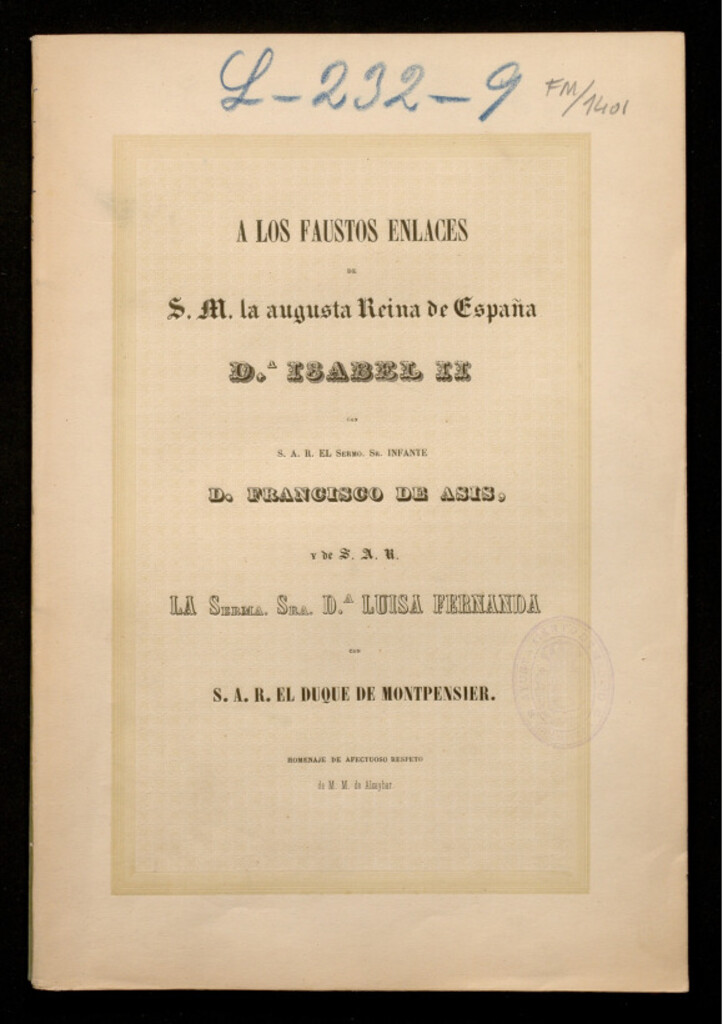 L-232-9
FM/1401
A LOS FAUSTOS ENLACES
DE
S. M. la augusta Reina de España
D.ª ISABEL II
CON
S. A. R. EL SERMO. SR. INFANTE
D. FRANCISCO DE ASIS,
Y de S. A. R.
LA SERMA. SRA. D.ª LUISA FERNANDA
CON
S. A. R. EL DUQUE DE MONTPENSIER.
HOMENAJE DE AFECTUOSO RESPETO
de M. M. de